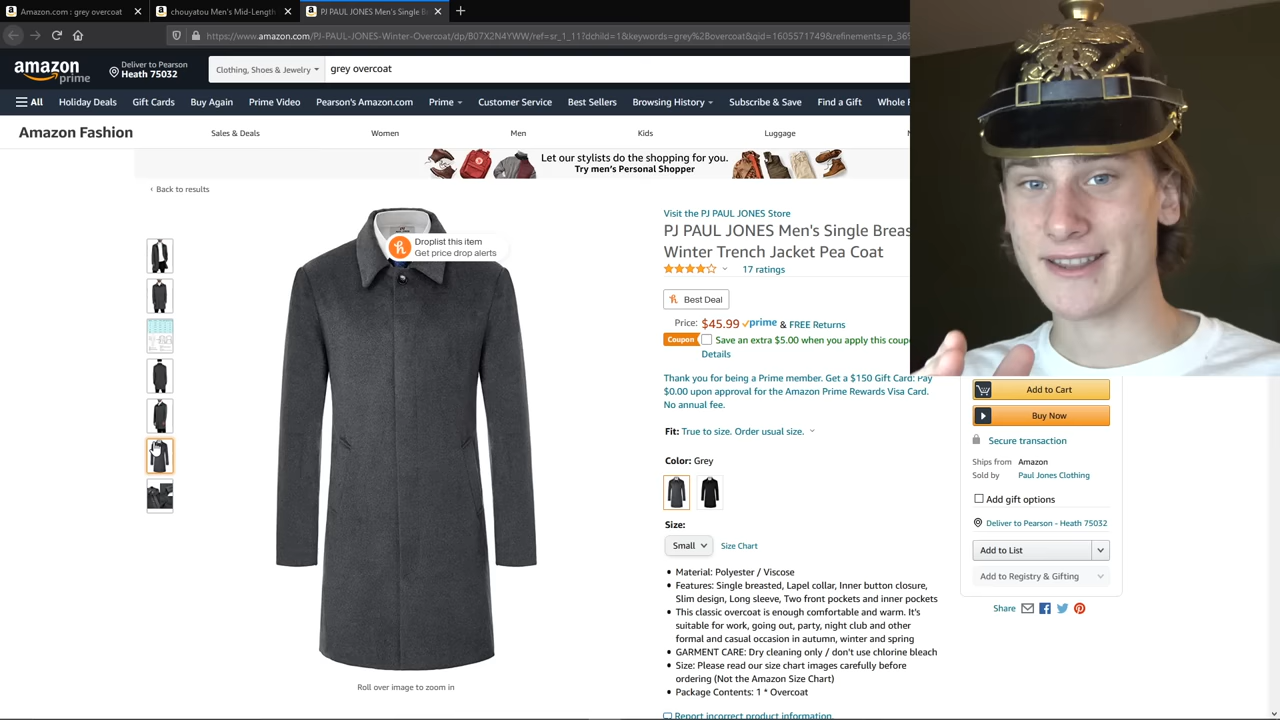 Amazon.com : grey overcoat
chouyatou Men's Mid-Length
PJ PAUL JONES Men's Single B
https://www.amazon.com/PJ-PAUL-JONES-Winter-Overcoat/dp/B07X2N4YWW/ref=sr_1_11?dchild=1&keywords=grey%2Bovercoat&qid=1605571749&refinements=p_36%
amazon
prime
Deliver to Pearson
Heath 75032
Clothing, Shoes & Jewelry
grey overcoat
All Holiday Deals Gift Cards Buy Again Prime Video Pearson's Amazon.com Prime Customer Service Best Sellers Browsing History Subscribe & Save Find a Gift Whole F
Amazon Fashion Sales & Deals Women Men Kids Luggage
Let our stylists do the shopping for you.
Try men's Personal Shopper
‹ Back to results
Droplist this item
Get price drop alerts
Roll over image to zoom in
Visit the PJ PAUL JONES Store
PJ PAUL JONES Men's Single Breas
Winter Trench Jacket Pea Coat
17 ratings
Best Deal
Price: $45.99 prime & FREE Returns
Coupon Save an extra $5.00 when you apply this coupo
Details
Thank you for being a Prime member. Get a $150 Gift Card: Pay
$0.00 upon approval for the Amazon Prime Rewards Visa Card.
No annual fee.
Fit: True to size. Order usual size.
Color: Grey
Size:
Small Size Chart
• Material: Polyester / Viscose
• Features: Single breasted, Lapel collar, Inner button closure,
Slim design, Long sleeve, Two front pockets and inner pockets
• This classic overcoat is enough comfortable and warm. It's
suitable for work, going out, party, night club and other
formal and casual occasion in autumn, winter and spring
• GARMENT CARE: Dry cleaning only / don't use chlorine bleach
• Size: Please read our size chart images carefully before
ordering (Not the Amazon Size Chart)
• Package Contents: 1 * Overcoat
Report incorrect product information.
Add to Cart
Buy Now
Secure transaction
Ships from Amazon
Sold by Paul Jones Clothing
Add gift options
Deliver to Pearson - Heath 75032
Add to List
Add to Registry & Gifting
Share